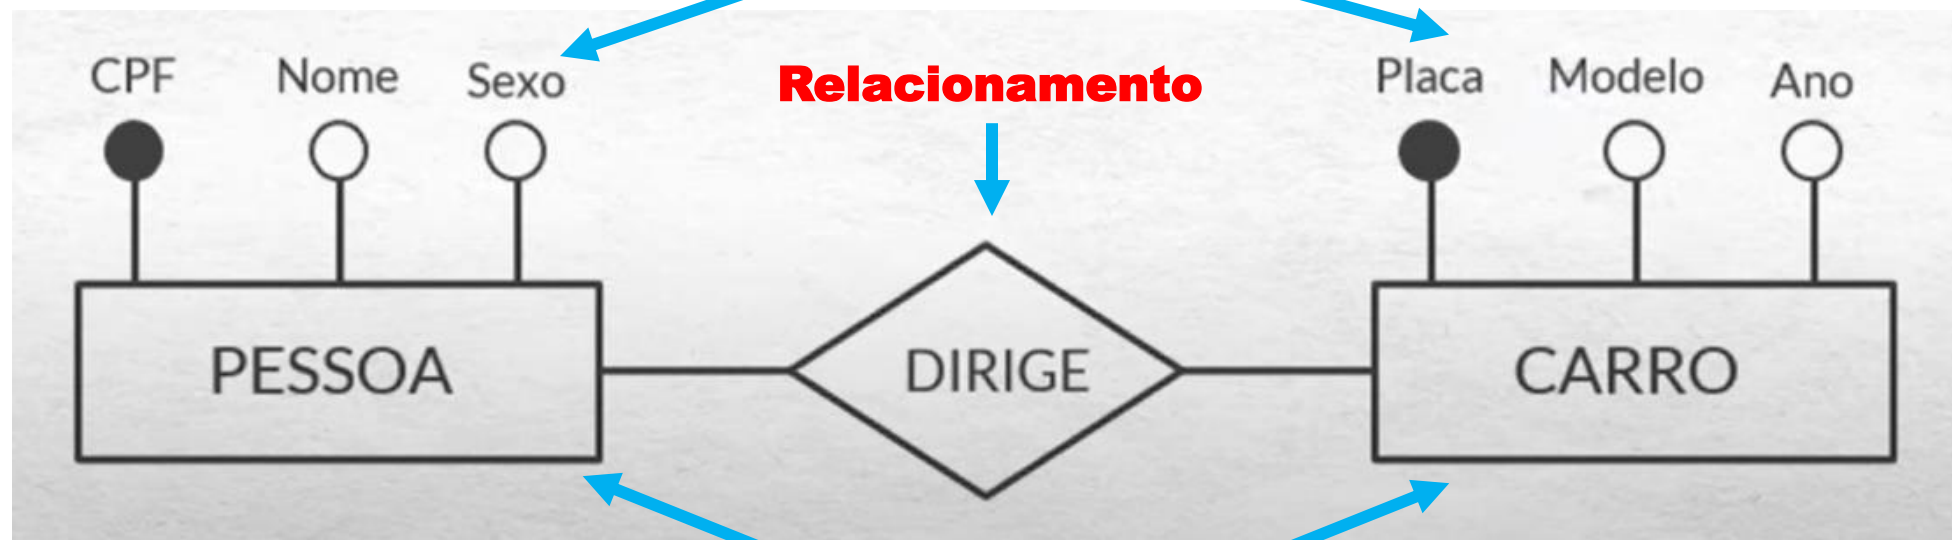 CPF Nome Sexo Placa Modelo Ano
Relacionamento
PESSOA DIRIGE CARRO